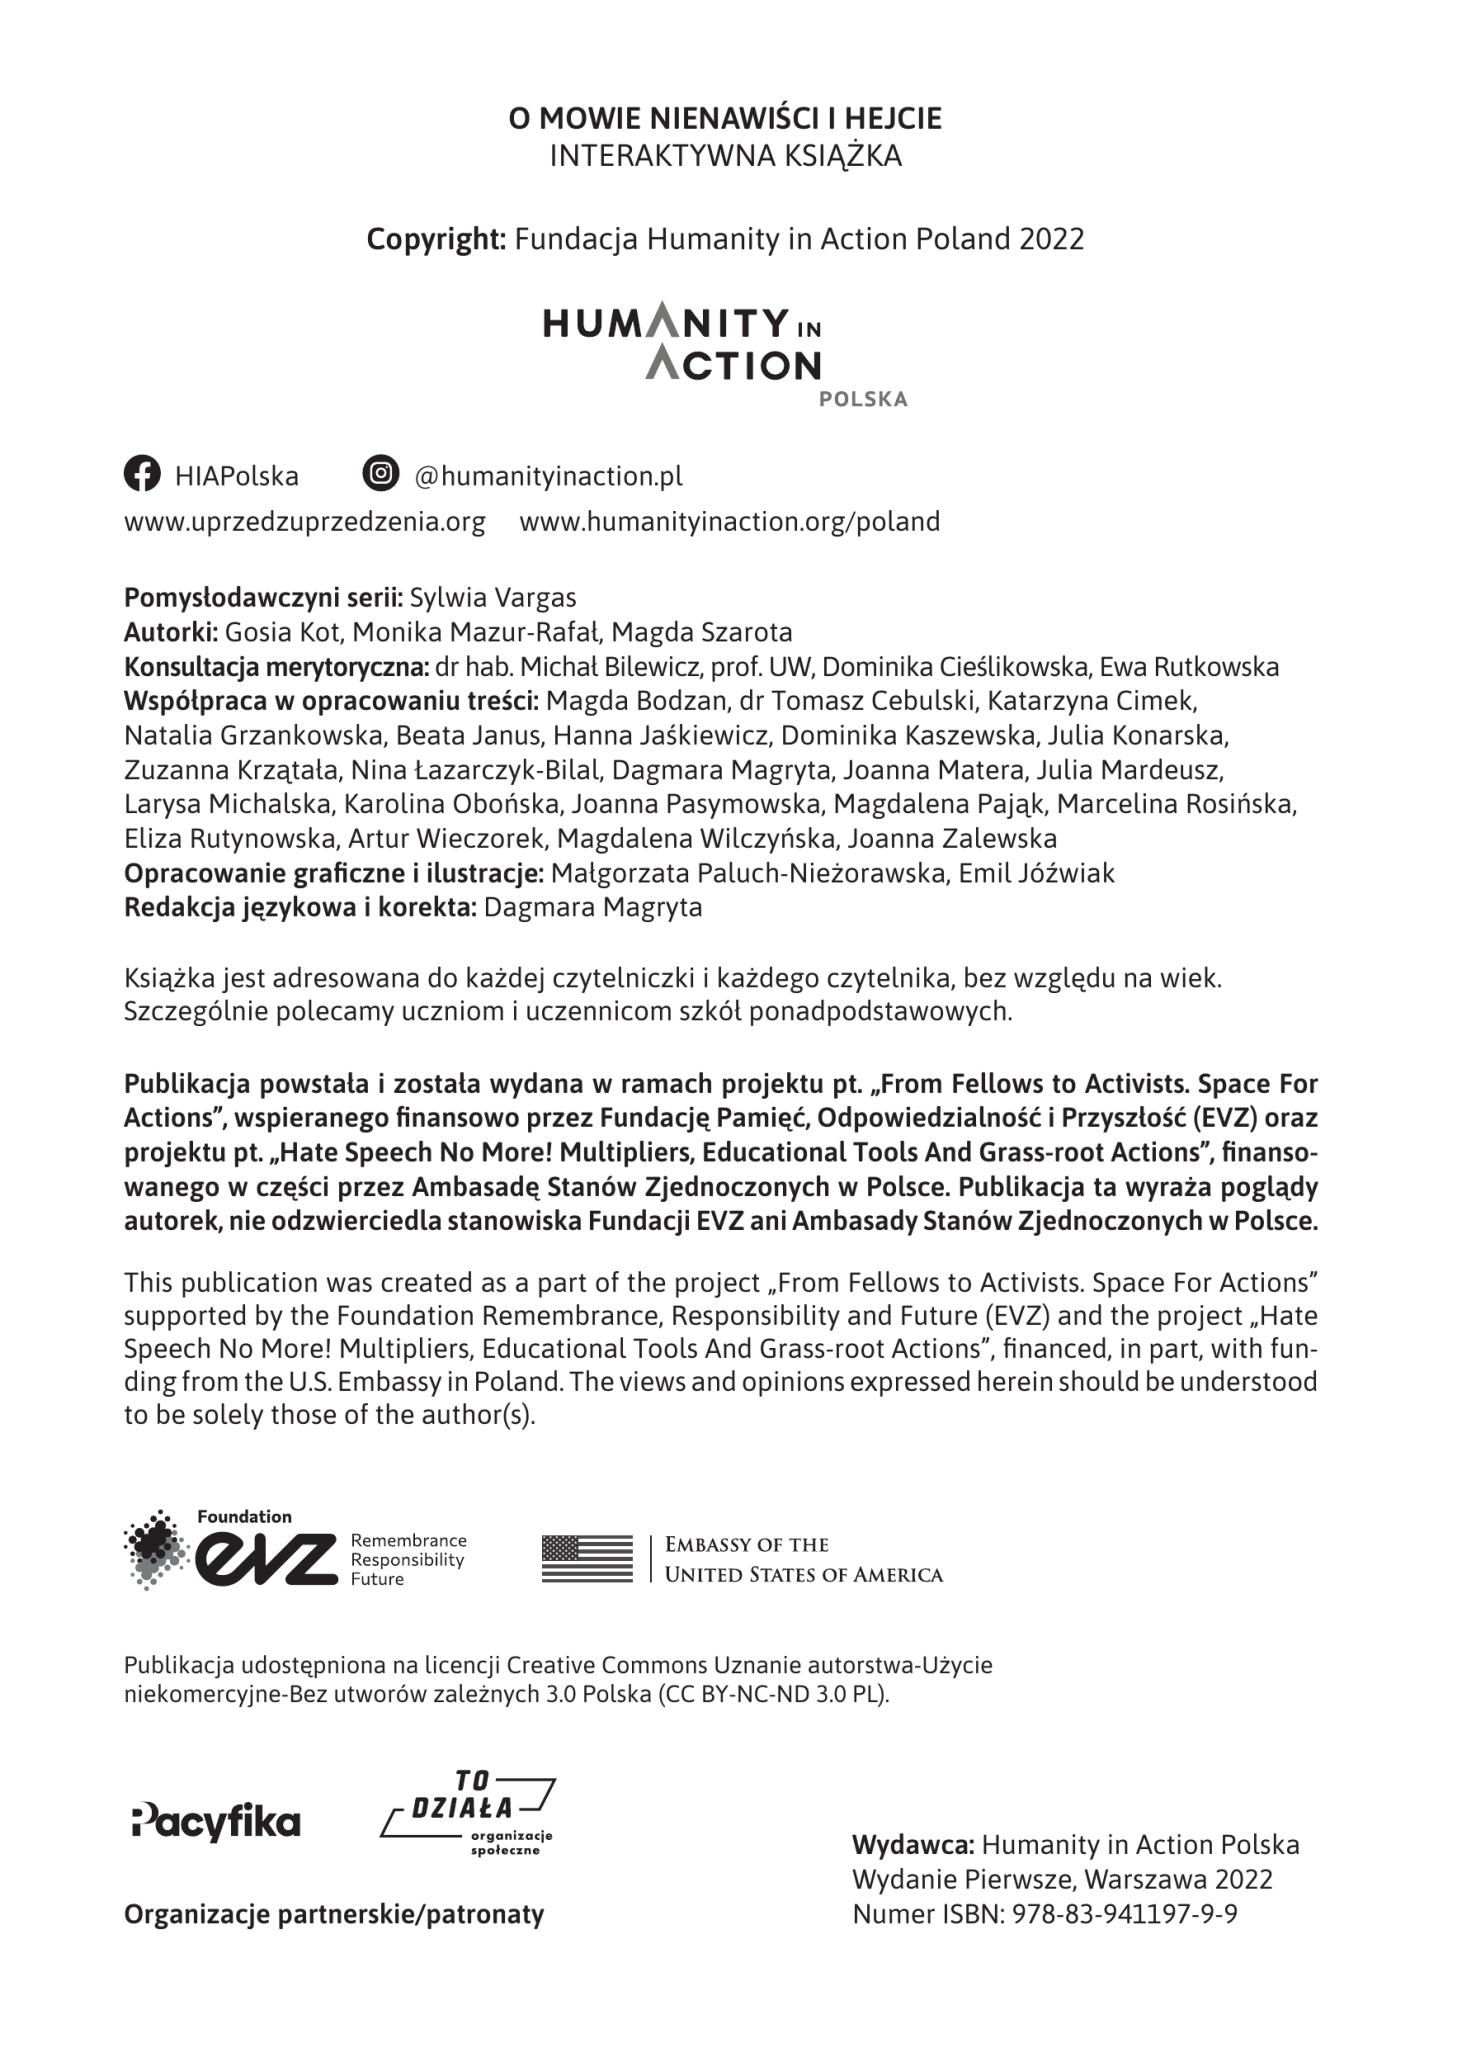 O MOWIE NIENAWIŚCI I HEJCIE
INTERAKTYWNA KSIĄŻKA
Copyright: Fundacja Humanity in Action Poland 2022
HUMANITY IN
ACTION
POLSKA
HIAPolska @humanityinaction.pl
www.uprzedzuprzedzenia.org www.humanityinaction.org/poland
Pomysłodawczyni serii: Sylwia Vargas
Autorki: Gosia Kot, Monika Mazur-Rafał, Magda Szarota
Konsultacja merytoryczna: dr hab. Michał Bilewicz, prof. UW, Dominika Cieślikowska, Ewa Rutkowska
Współpraca w opracowaniu treści: Magda Bodzan, dr Tomasz Cebulski, Katarzyna Cimek,
Natalia Grzankowska, Beata Janus, Hanna Jaśkiewicz, Dominika Kaszewska, Julia Konarska,
Zuzanna Krzątała, Nina Łazarczyk-Bilal, Dagmara Magryta, Joanna Matera, Julia Mardeusz,
Larysa Michalska, Karolina Obońska, Joanna Pasymowska, Magdalena Pająk, Marcelina Rosińska,
Eliza Rutynowska, Artur Wieczorek, Magdalena Wilczyńska, Joanna Zalewska
Opracowanie graficzne i ilustracje: Małgorzata Paluch-Nieżorawska, Emil Jóźwiak
Redakcja językowa i korekta: Dagmara Magryta
Książka jest adresowana do każdej czytelniczki i każdego czytelnika, bez względu na wiek.
Szczególnie polecamy uczniom i uczennicom szkół ponadpodstawowych.
Publikacja powstała i została wydana w ramach projektu pt. „From Fellows to Activists. Space For
Actions”, wspieranego finansowo przez Fundację Pamięć, Odpowiedzialność i Przyszłość (EVZ) oraz
projektu pt. „Hate Speech No More! Multipliers, Educational Tools And Grass-root Actions”, finanso-
wanego w części przez Ambasadę Stanów Zjednoczonych w Polsce. Publikacja ta wyraża poglądy
autorek, nie odzwierciedla stanowiska Fundacji EVZ ani Ambasady Stanów Zjednoczonych w Polsce.
This publication was created as a part of the project „From Fellows to Activists. Space For Actions”
supported by the Foundation Remembrance, Responsibility and Future (EVZ) and the project „Hate
Speech No More! Multipliers, Educational Tools And Grass-root Actions”, financed, in part, with fun-
ding from the U.S. Embassy in Poland. The views and opinions expressed herein should be understood
to be solely those of the author(s).
Foundation
evz
Remembrance
Responsibility
Future
EMBASSY OF THE
UNITED STATES OF AMERICA
Publikacja udostępniona na licencji Creative Commons Uznanie autorstwa-Użycie
niekomercyjne-Bez utworów zależnych 3.0 Polska (CC BY-NC-ND 3.0 PL).
Pacyfika
TO
DZIAŁA
organizacje
społeczne
Organizacje partnerskie/patronaty
Wydawca: Humanity in Action Polska
Wydanie Pierwsze, Warszawa 2022
Numer ISBN: 978-83-941197-9-9